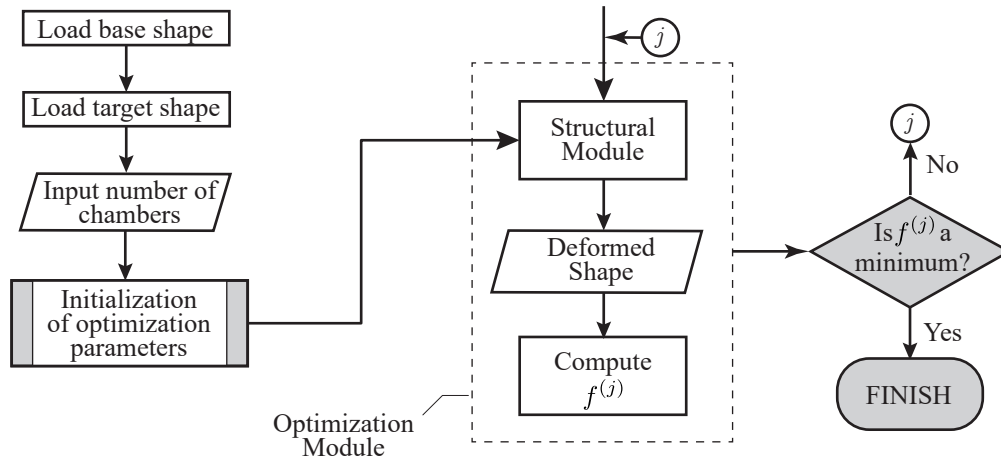 Load base shape
Load target shape
Input number of
chambers
Initialization
of optimization
parameters
j
Structural
Module
Deformed
Shape
Compute
f^{(j)}
Optimization
Module
j
No
Is f^{(j)} a
minimum?
Yes
FINISH